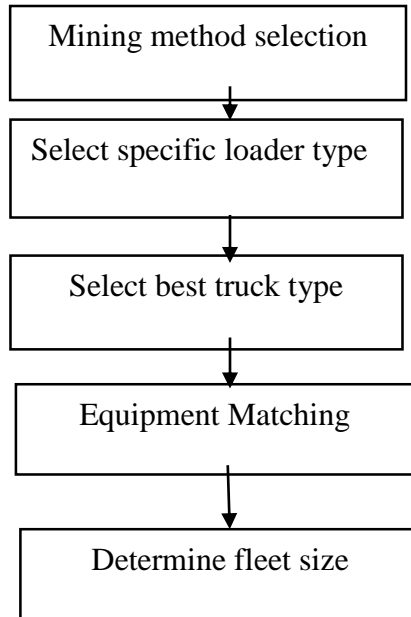 Mining method selection
Select specific loader type
Select best truck type
Equipment Matching
Determine fleet size